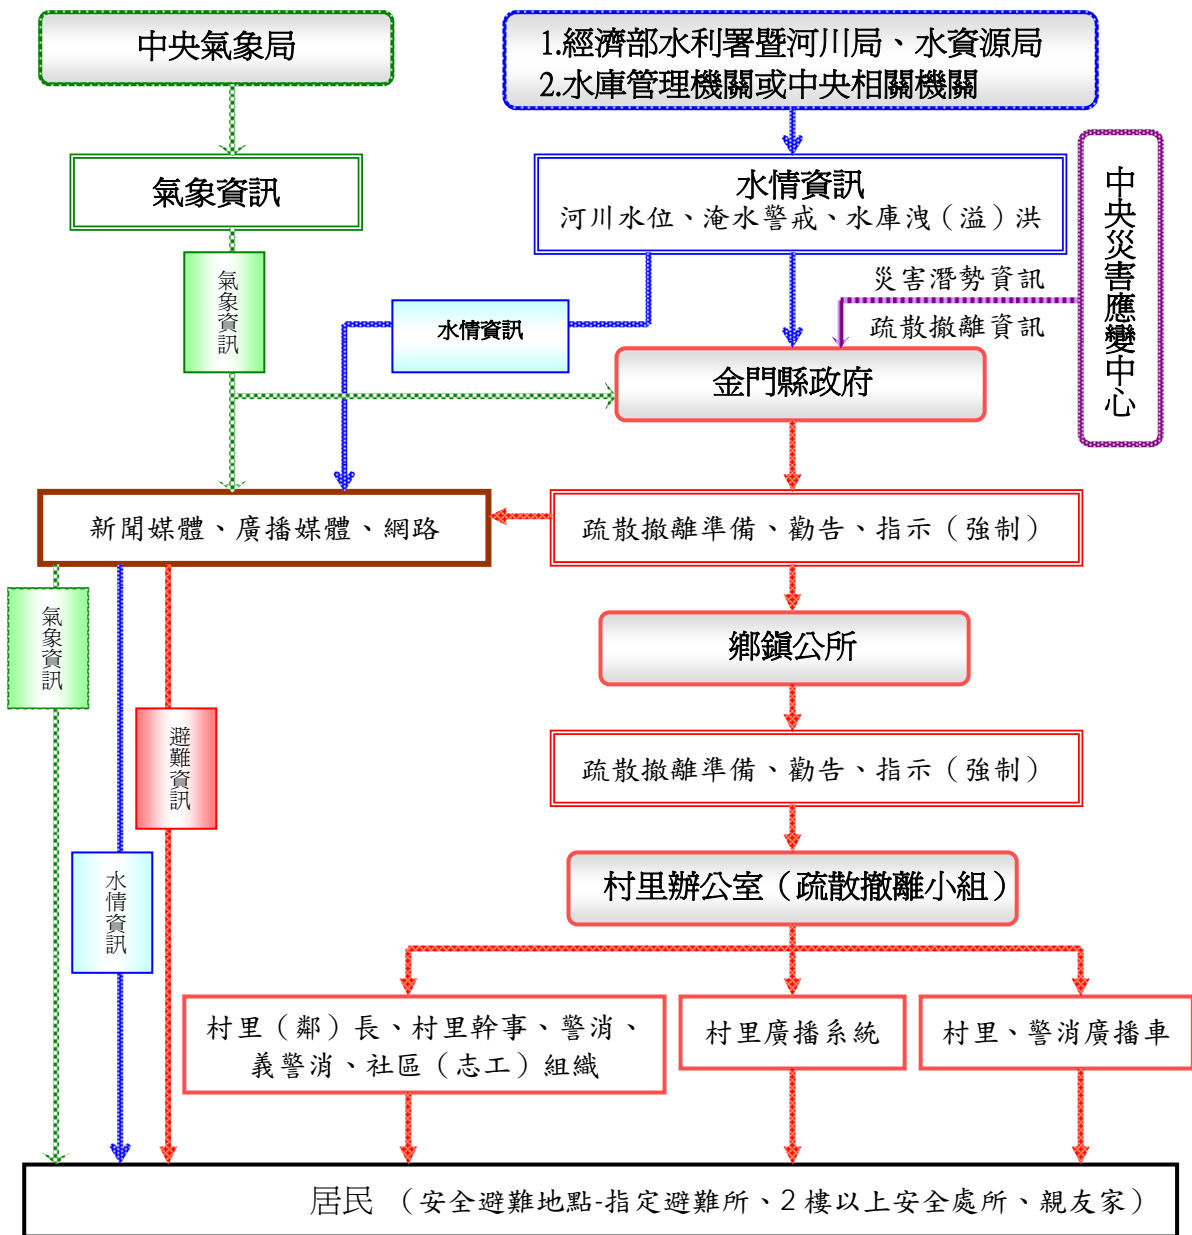 中央氣象局
1.經濟部水利署暨河川局、水資源局
2.水庫管理機關或中央相關機關
氣象資訊
水情資訊
河川水位、淹水警戒、水庫洩（溢）洪
中央災害應變中心
氣象資訊
水情資訊
災害潛勢資訊
疏散撤離資訊
金門縣政府
新聞媒體、廣播媒體、網路
疏散撤離準備、勸告、指示（強制）
氣象資訊
鄉鎮公所
避難資訊
疏散撤離準備、勸告、指示（強制）
水情資訊
村里辦公室（疏散撤離小組）
村里（鄰）長、村里幹事、警消、
義警消、社區（志工）組織
村里廣播系統
村里、警消廣播車
居民（安全避難地點-指定避難所、2 樓以上安全處所、親友家）